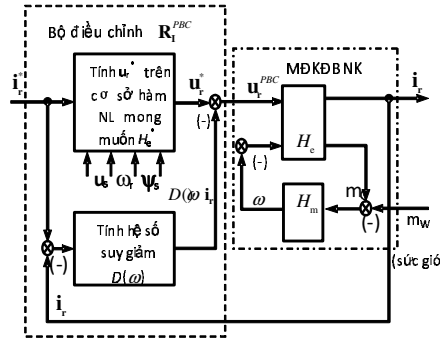 Bộ điều chỉnh R_I^PBC
i_r^*
Tính u_r^* trên
cơ sở hàm
NL mong
muốn H_e^*
u_r^*
(-)
u_s ω_r ψ_s
D(ω) i_r
Tính hệ số
suy giảm
D(ω)
(-)
i_r
u_r^PBC
MĐKĐBNK
i_r
H_e
(-)
ω
H_m
m
(-)
m_W
(sức gió